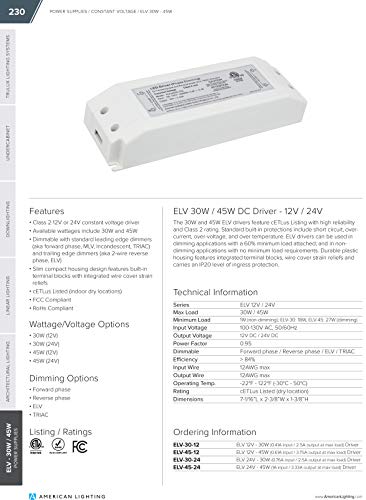 230
POWER SUPPLIES / CONSTANT VOLTAGE / ELV 30W - 45W
TRULUX LIGHTING SYSTEMS
UNDERCABINET
DOWNLIGHTING
LINEAR LIGHTING
ARCHITECTURAL LIGHTING
ELV - 30W / 45W
POWER SUPPLIES
Features
• Class 2 12V or 24V constant voltage driver
• Available wattages include 30W and 45W
• Dimmable with standard leading edge dimmers
(aka forward phase, MLV, Incandescent, TRIAC)
and trailing edge dimmers (aka 2-wire reverse
phase, ELV)
• Slim compact housing design features built-in
terminal blocks with integrated wire covers and
strain reliefs
• cETLus Listed (indoor dry locations)
• FCC Compliant
• RoHs Compliant
Wattage/Voltage Options
• 30W (12V)
• 30W (24V)
• 45W (12V)
• 45W (24V)
Dimming Options
• Forward phase
• Reverse phase
• ELV
• TRIAC
Listing / Ratings
ELV 30W / 45W DC Driver - 12V / 24V
The 30W and 45W ELV drivers feature cETLus Listing with high reliability
and Class 2 rating. Standard built-in protections include short circuit, over-
current, over-voltage, and over temperature. ELV drivers can be used in
dimming applications with a 60% minimum load attached, and in non-
dimming applications with no minimum load requirements. Durable plastic
housing features integrated terminal blocks, wire cover strain reliefs and
carries an IP20 level of ingress protection.
Technical Information
Series ELV 12V / 24V
Max Load 30W / 45W
Minimum Load 1W (non-dimming), ELV-30: 18W, ELV-45: 27W (dimming)
Input Voltage 100-130V AC, 50/60Hz
Output Voltage 12V DC / 24V DC
Power Factor 0.95
Dimmable Forward phase / Reverse phase / ELV / TRIAC
Efficiency > 84%
Input Wire 12AWG max
Output Wire 12AWG max
Operating Temp. -22°F - 122°F (-30°C - 50°C)
Rating cETLus Listed (dry location)
Dimensions 7-1/16"L x 2-3/8"W x 1-3/8"H
Ordering Information
ELV-30-12 ELV 12V - 30W (0.41A input / 2.5A output at max load) Driver
ELV-45-12 ELV 12V - 45W (0.61A input / 3.75A output at max load) Driver
ELV-30-24 ELV 24V - 30W
ELV-45-24 ELV 24V - 45W
AMERICAN LIGHTING
www.AmericanLighting.com